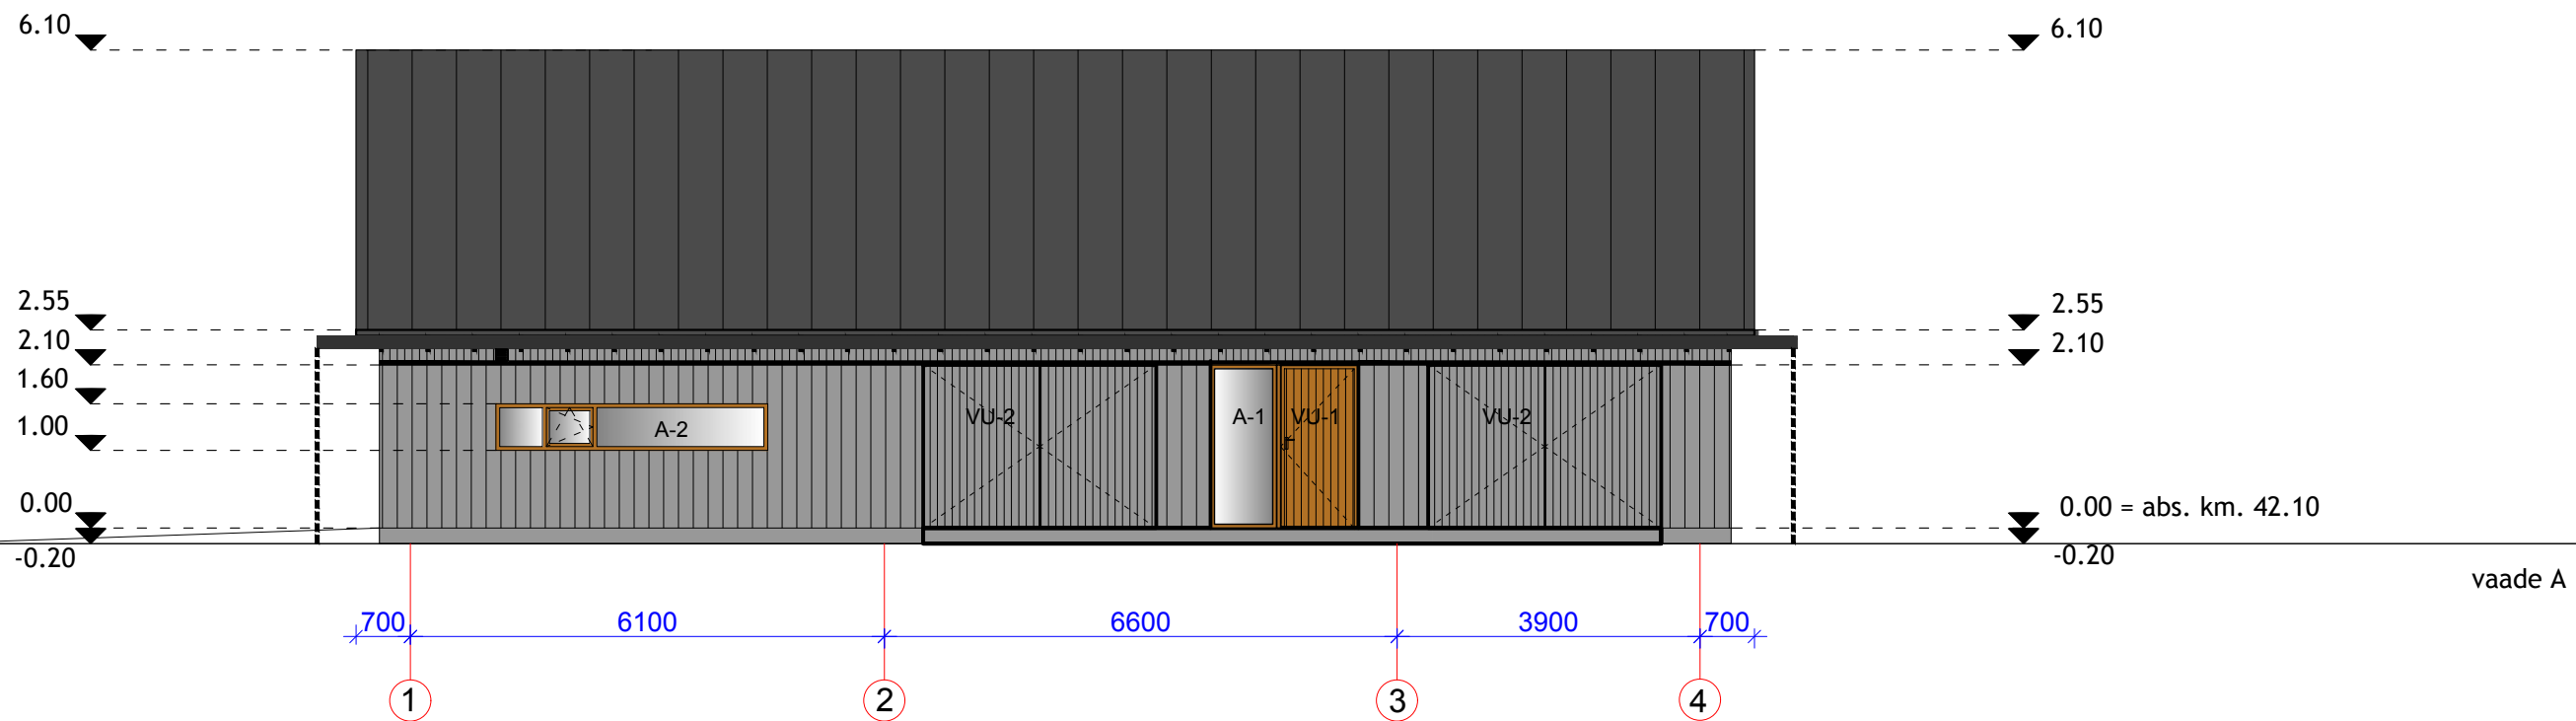 6.10 6.10
2.55 2.55
2.10 2.10
1.60
1.00
VU-2 A-1 VU-1 VU-2
A-2
0.00 0.00 = abs. km. 42.10
-0.20 -0.20
vaade A
700 6100 6600 3900 700
1 2 3 4